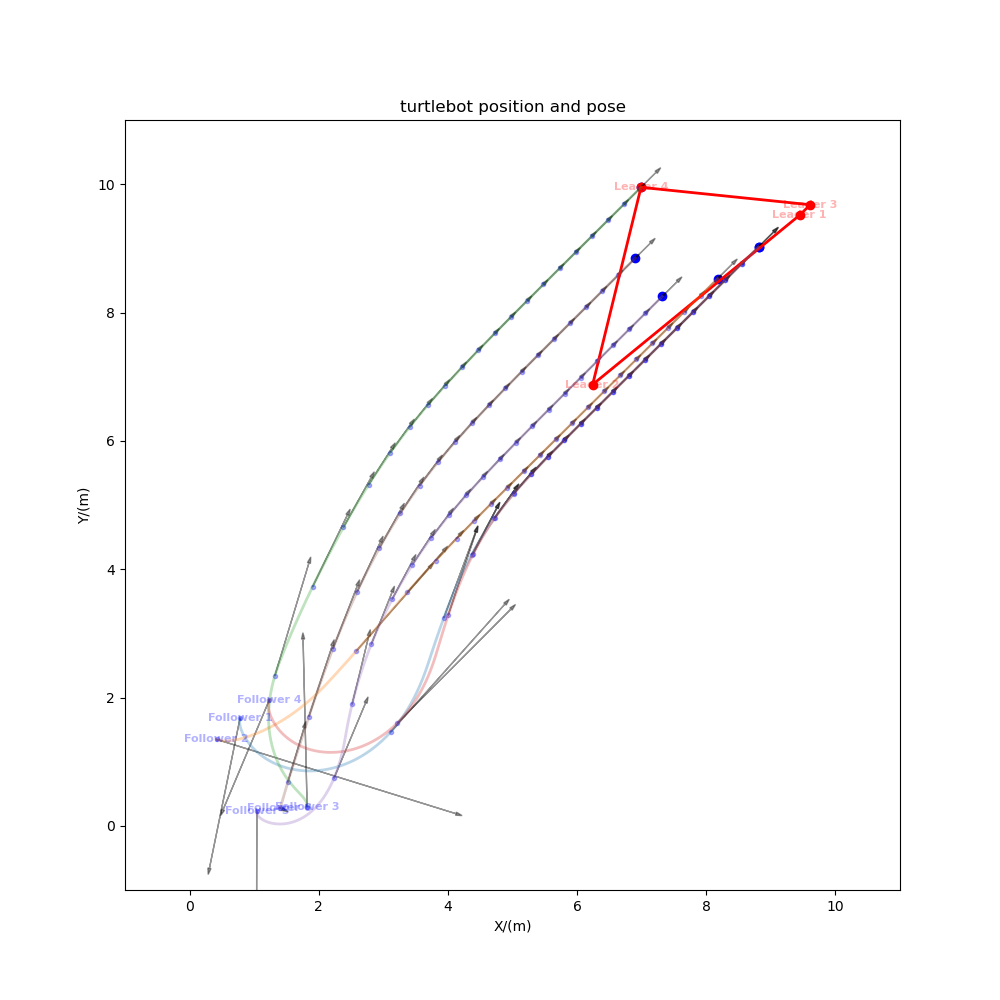 turtlebot position and pose
Leader 4
Leader 3
Leader 1
Follower 4
Follower 1
Follower 2
Follower 3
Y/(m)
10
8
6
4
2
0
0
2
4
6
8
10
X/(m)